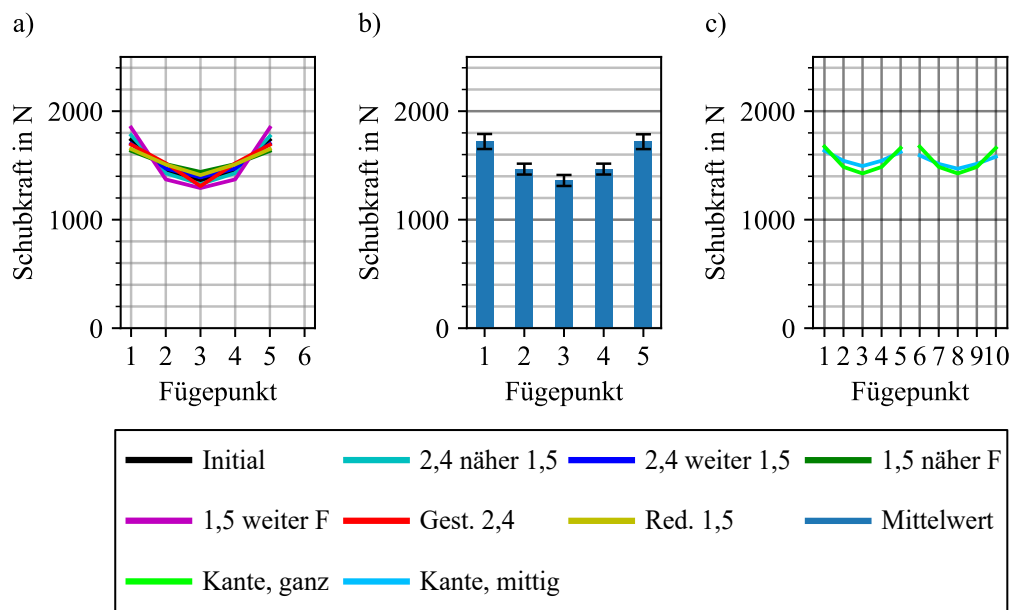 a)
b)
c)
Schubkraft in N
2000
1000
0
1 2 3 4 5 6
Fügepunkt
Schubkraft in N
2000
1000
0
1 2 3 4 5
Fügepunkt
Schubkraft in N
2000
1000
0
1 2 3 4 5 6 7 8 9 10
Fügepunkt
Initial
2,4 näher 1,5
2,4 weiter 1,5
1,5 näher F
1,5 weiter F
Gest. 2,4
Red. 1,5
Mittelwert
Kante, ganz
Kante, mittig